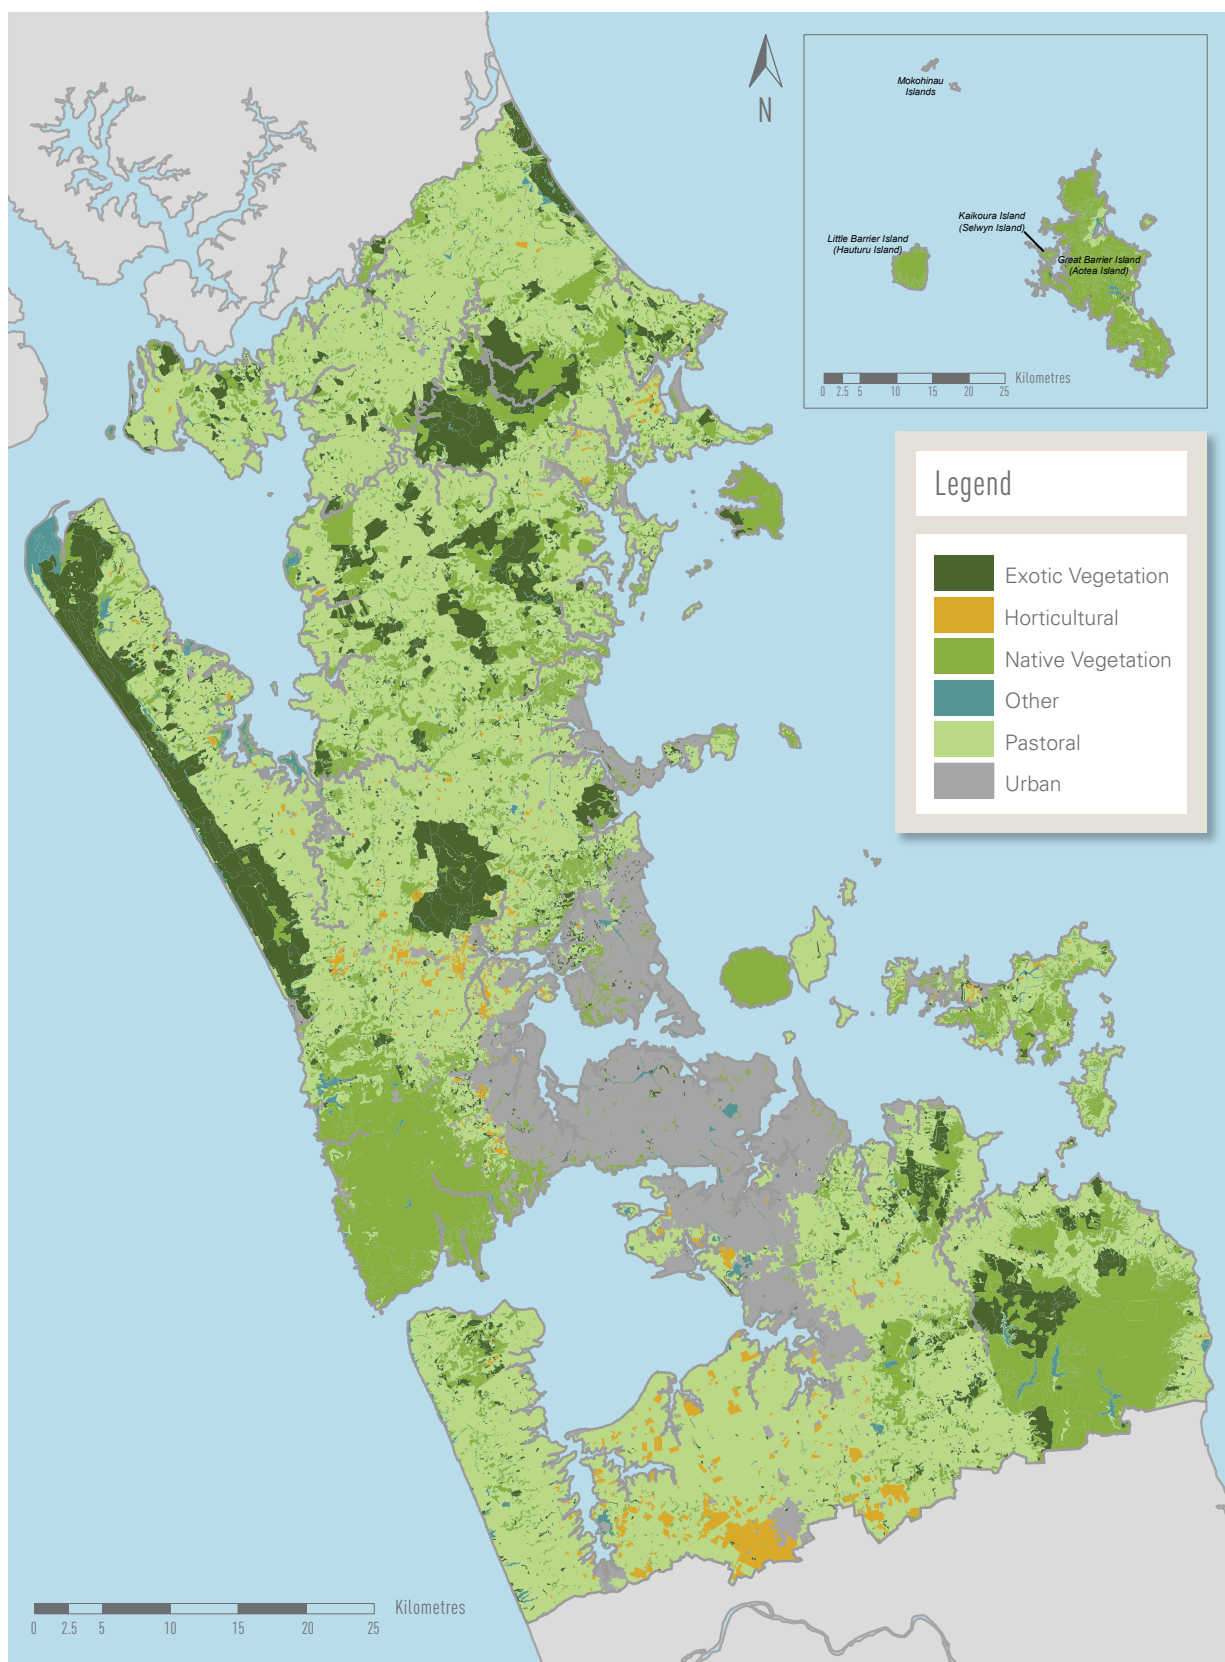 N
Mokohinau
Islands
Kaikoura Island
(Selwyn Island)
Little Barrier Island
(Hauturu Island)
Great Barrier Island
(Aotea Island)
0 2.5 5 10 15 20 25 Kilometres
Legend
Exotic Vegetation
Horticultural
Native Vegetation
Other
Pastoral
Urban
Kilometres
0 2.5 5 10 15 20 25